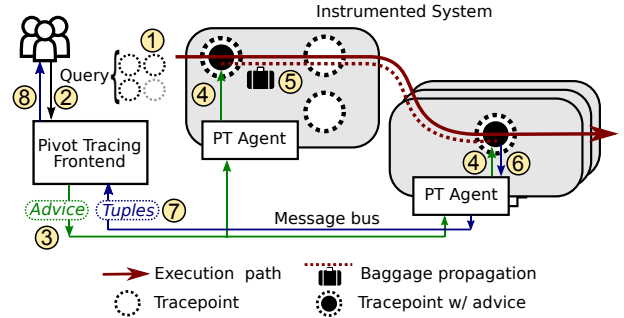 Instrumented System
1
Query
4
5
8
2
Pivot Tracing
Frontend
PT Agent
4
6
PT Agent
Advice
Tuples
7
3
Message bus
Execution path
Baggage propagation
Tracepoint
Tracepoint w/ advice